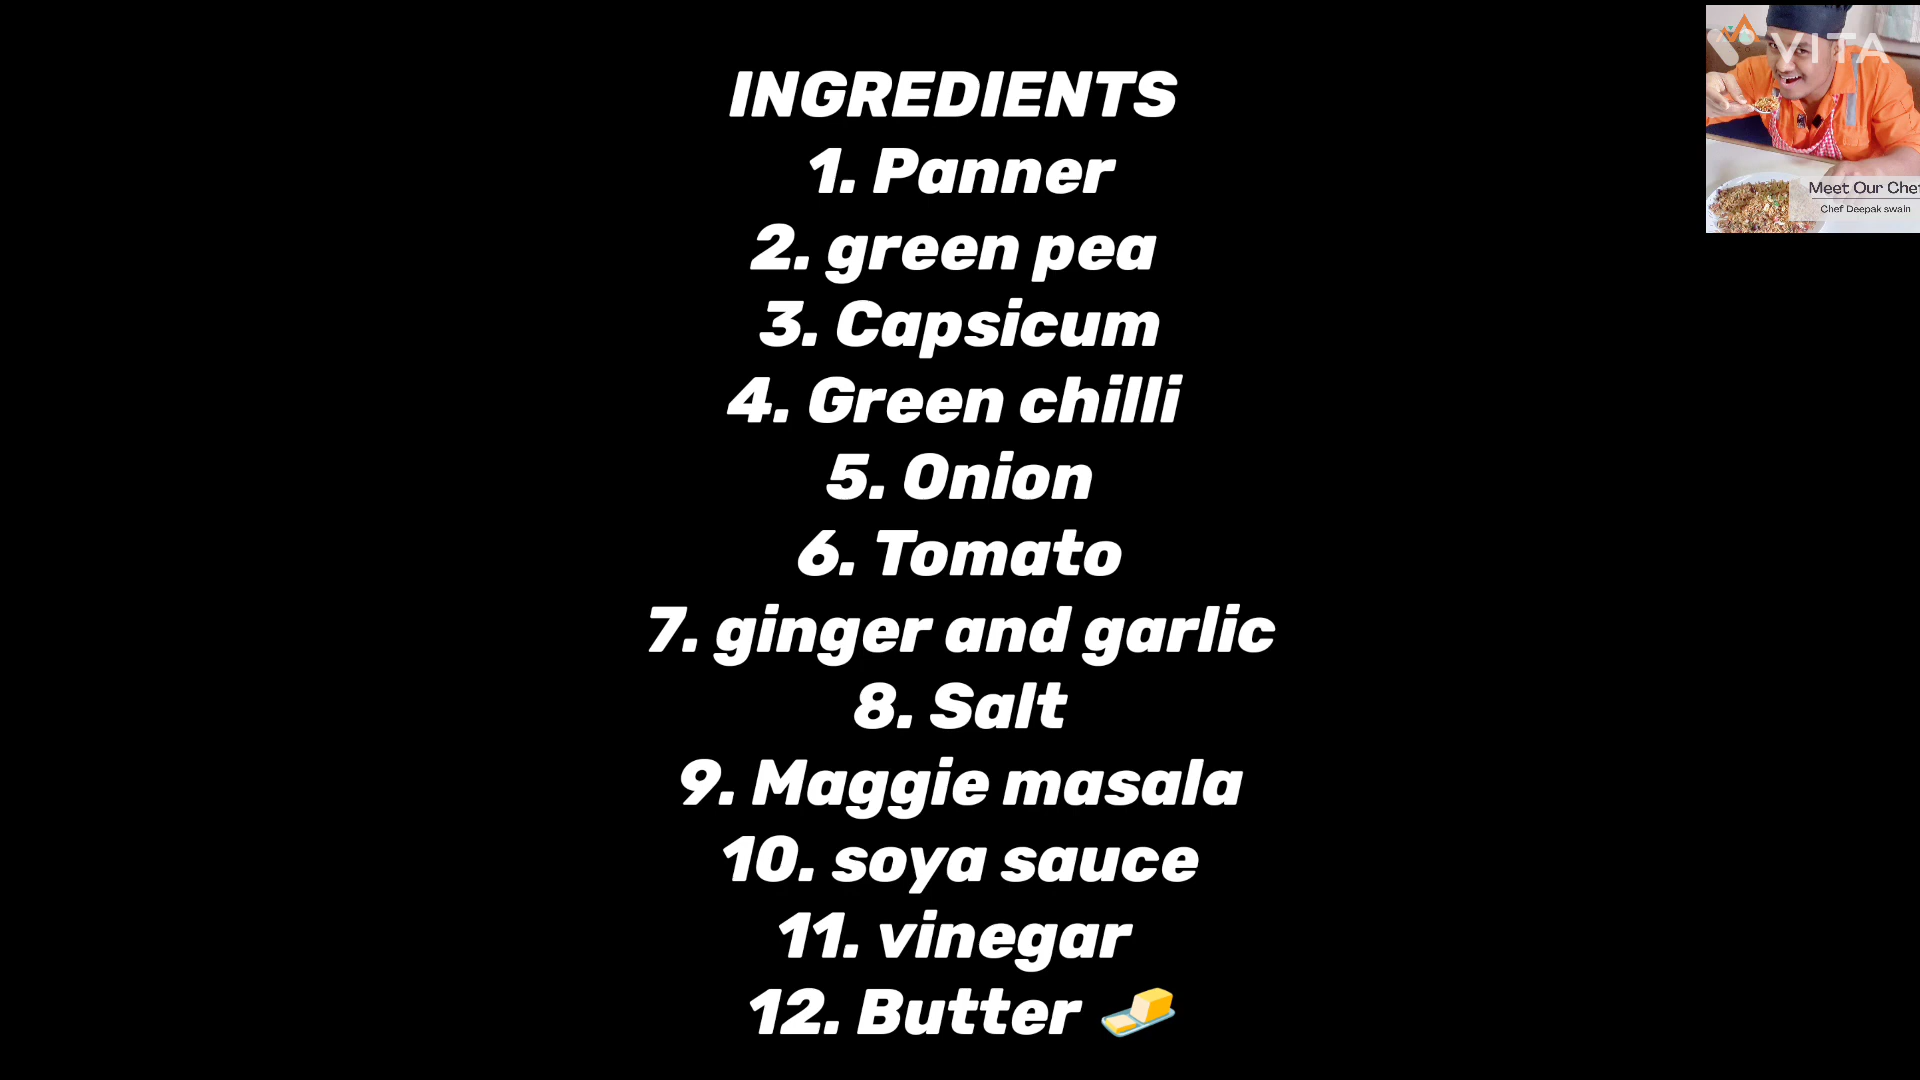 INGREDIENTS
1. Panner
2. green pea
3. Capsicum
4. Green chilli
5. Onion
6. Tomato
7. ginger and garlic
8. Salt
9. Maggie masala
10. soya sauce
11. vinegar
12. Butter 🧈
VITA
Meet Our Chef
Chef Deepak swain